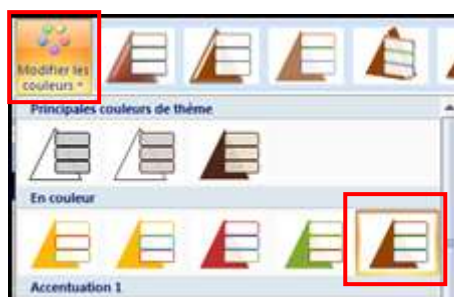 Modifier les
couleurs
Principales couleurs de thème
En couleur
Accentuation 1